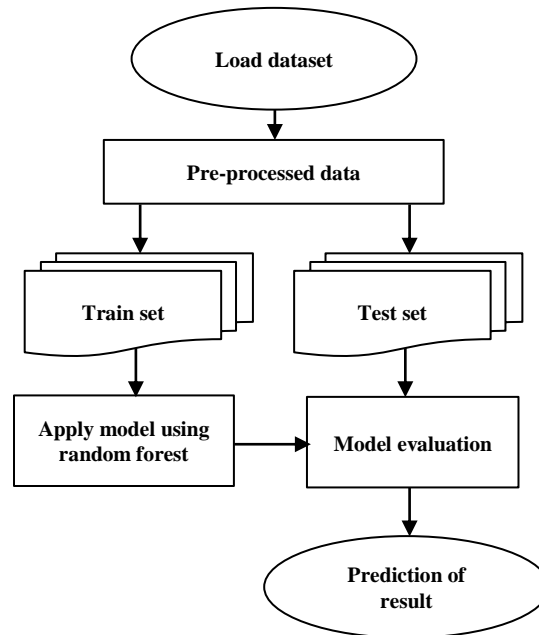 Load dataset
Pre-processed data
Train set
Test set
Apply model using
random forest
Model evaluation
Prediction of
result